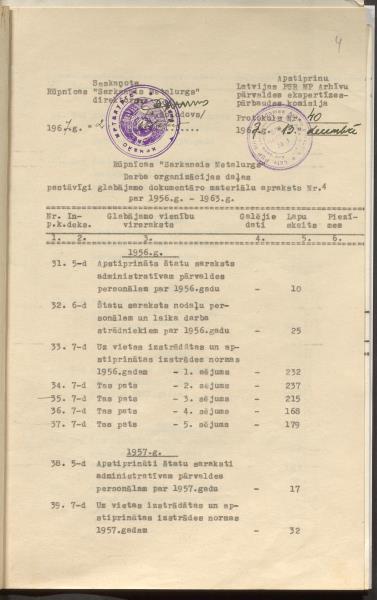 4
Saskaņots
Rūpnīcas "Sarkanais Metalurgs"
direktors
1967.g.
Apstiprinu
Latvijas PSR MP Arhīvu
pārvaldes ekspertīzes-
pārbaudes komisija
Protokols Nr. 40
196 .g. 13. decembrī
Rūpnīcas "Sarkanais Metalurgs"
Darba organizācijas daļas
pastāvīgi glabājamo dokumentāro materiālu apraksts Nr.4
par 1956.g. - 1963.g.
Nr. In- Glabājamo vienību Galējie Lapu Piezī-
p.k. deks. virsraksts dati skaits mes
1. 2. 3. 4. 5. 6.
1956.g.
31. 5-d Apstiprināts štatu saraksts
administratīvam pārvaldes
personālam par 1956.gadu - 10
32. 6-d Štatu saraksts nodaļu per-
sonālam un laika darba
strādniekiem par 1956.gadu - 25
33. 7-d Uz vietas izstrādātas un ap-
stiprinātas izstrādes normas
1956.gadam - 1. sējums - 232
34. 7-d Tas pats - 2. sējums - 237
35. 7-d Tas pats - 3. sējums - 215
36. 7-d Tas pats - 4. sējums - 168
37. 7-d Tas pats - 5. sējums - 179
1957.g.
38. 5-d Apstiprināti štatu saraksti
administratīvam pārvaldes
personālam par 1957.gadu - 17
39. 7-d Uz vietas izstrādātas un ap-
stiprinātas izstrādes normas
1957.gadam - 32